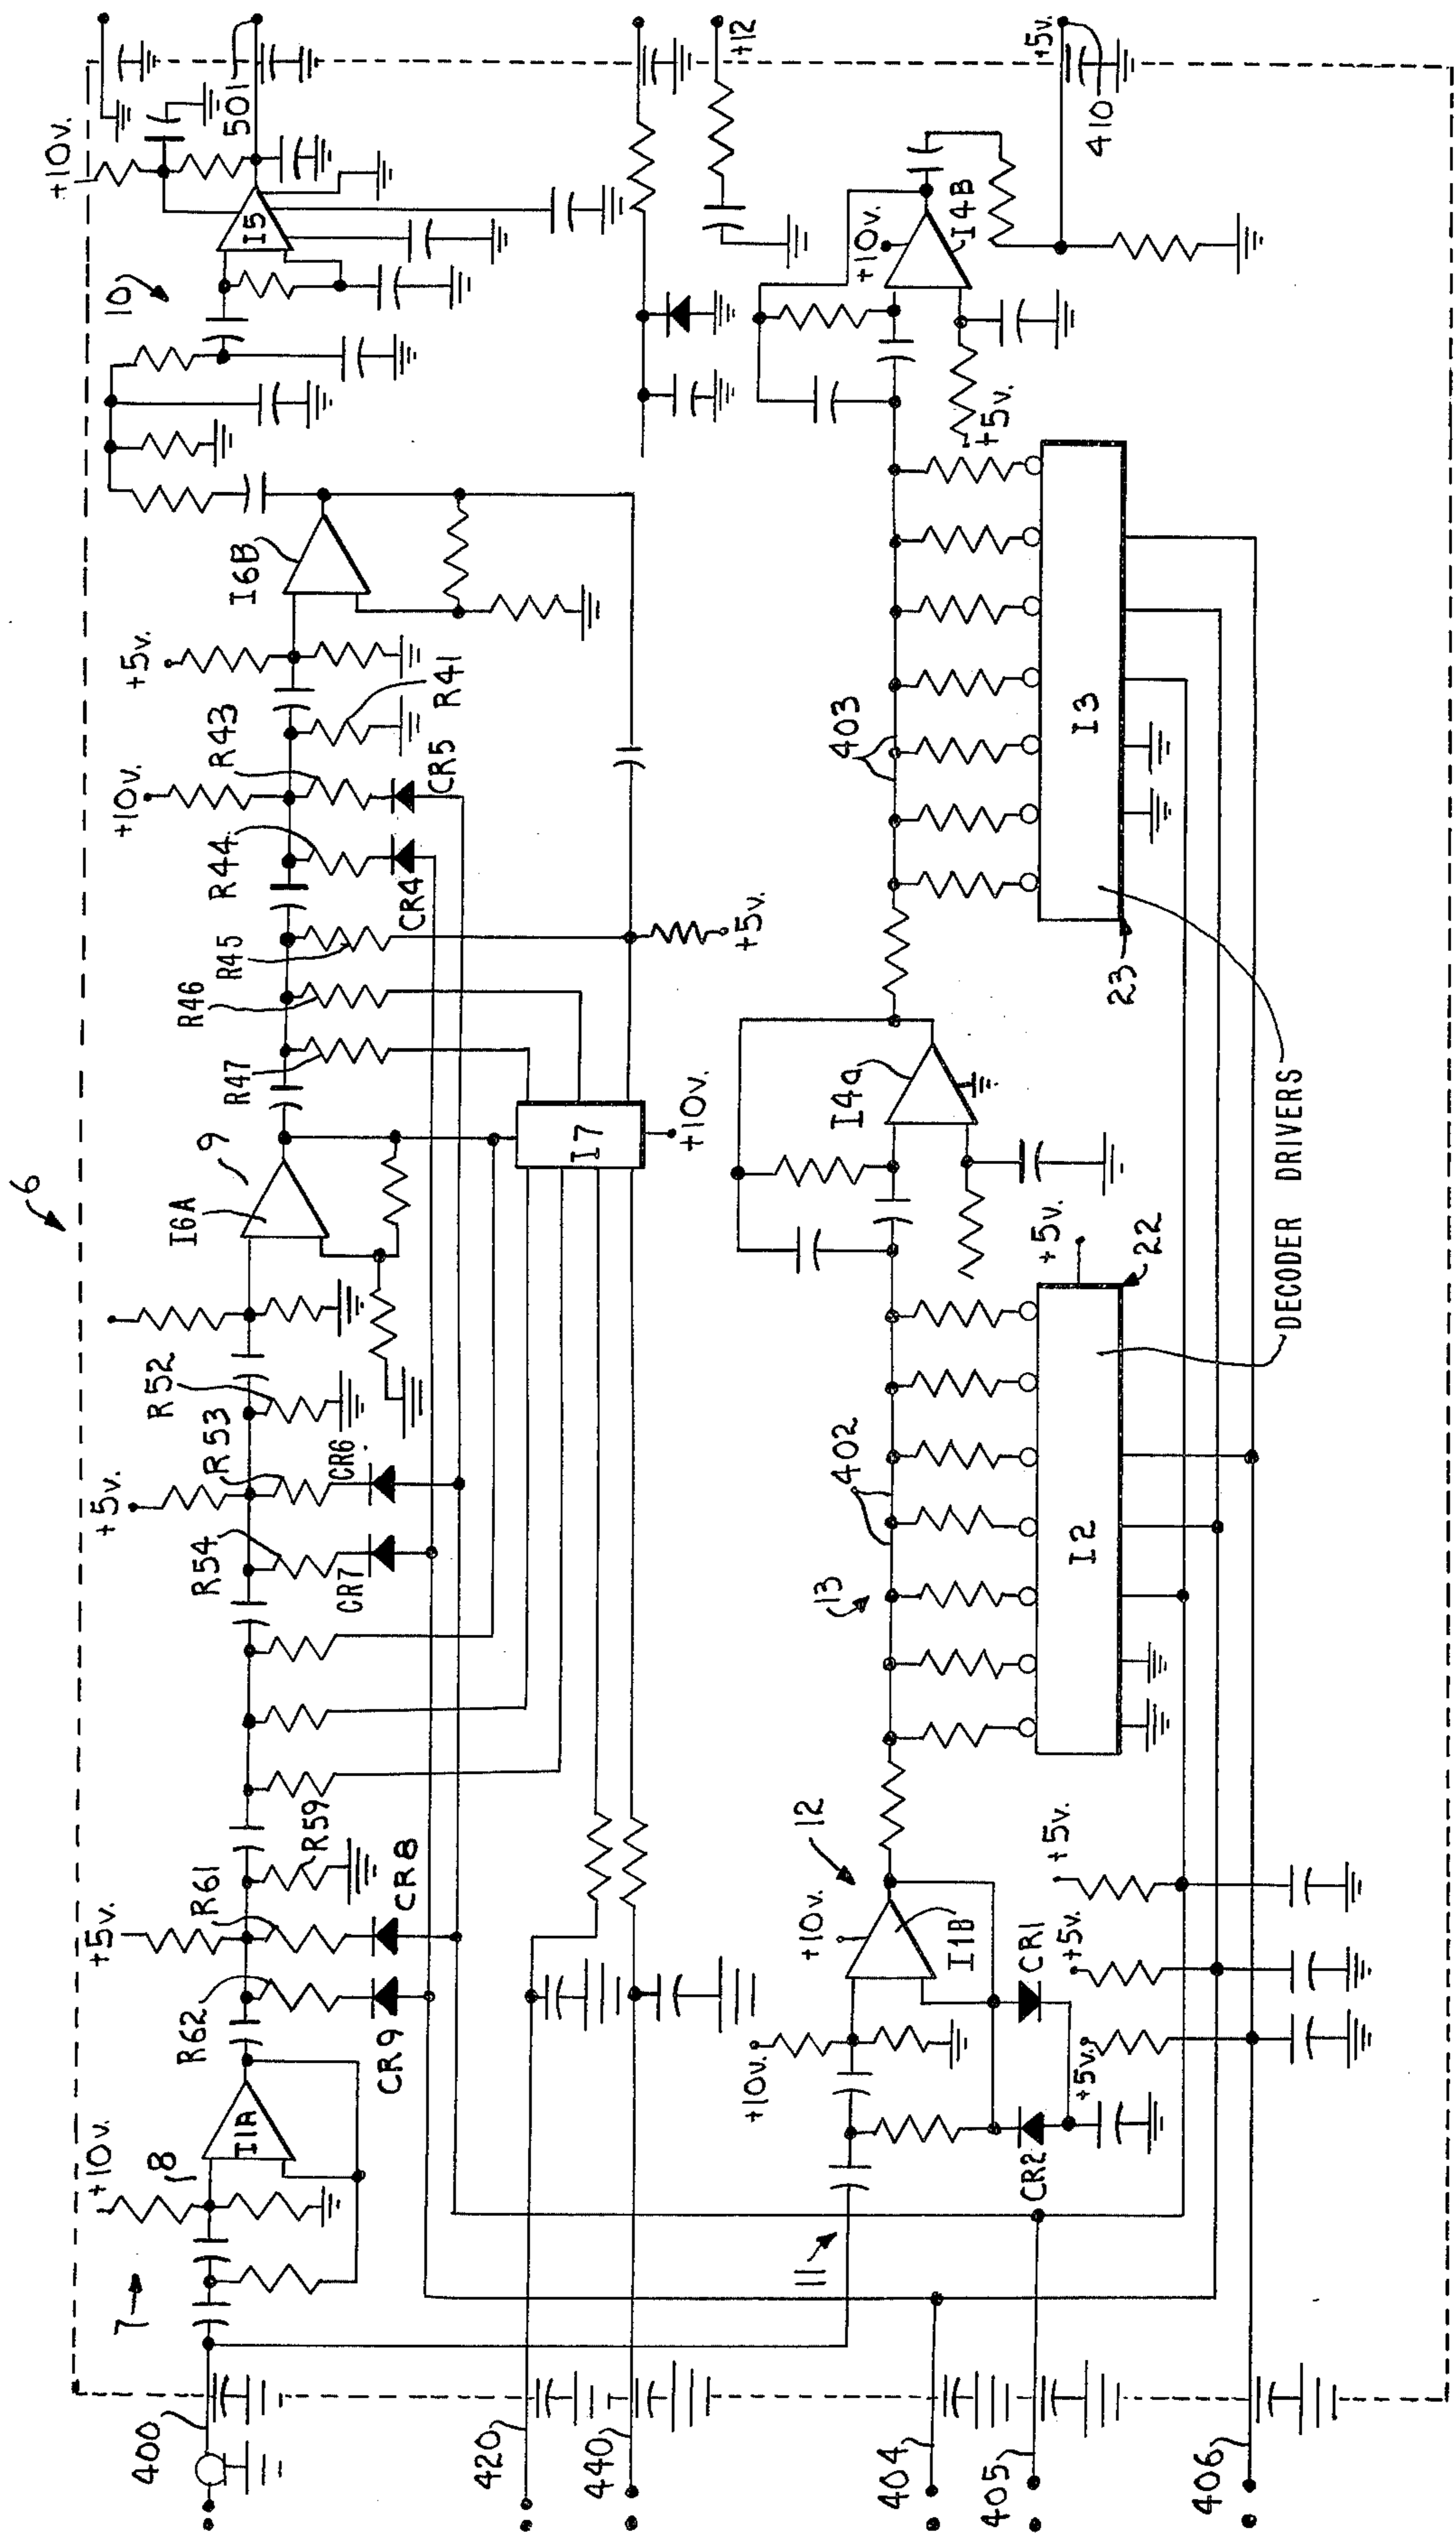 6
400
7
+10v.
8
I1A
R62
CR9
+5v.
R61
CR8
R59
R54
CR7
+5v.
R53
CR6
R52
I6A
9
R47
R46
R45
R44
CR4
+10v.
R43
CR5
R41
+5v.
I6B
10
I5
+10v.
501
420
440
I7
+10v.
+5v.
+12
11
+10v.
CR2
+10v.
I1B
12
CR1
+5v.
+5v.
+5v.
13
402
I2
22
+5v.
I4a
403
I3
23
DECODER DRIVERS
+5v.
+10v.
I4B
+5v.
410
404
405
406